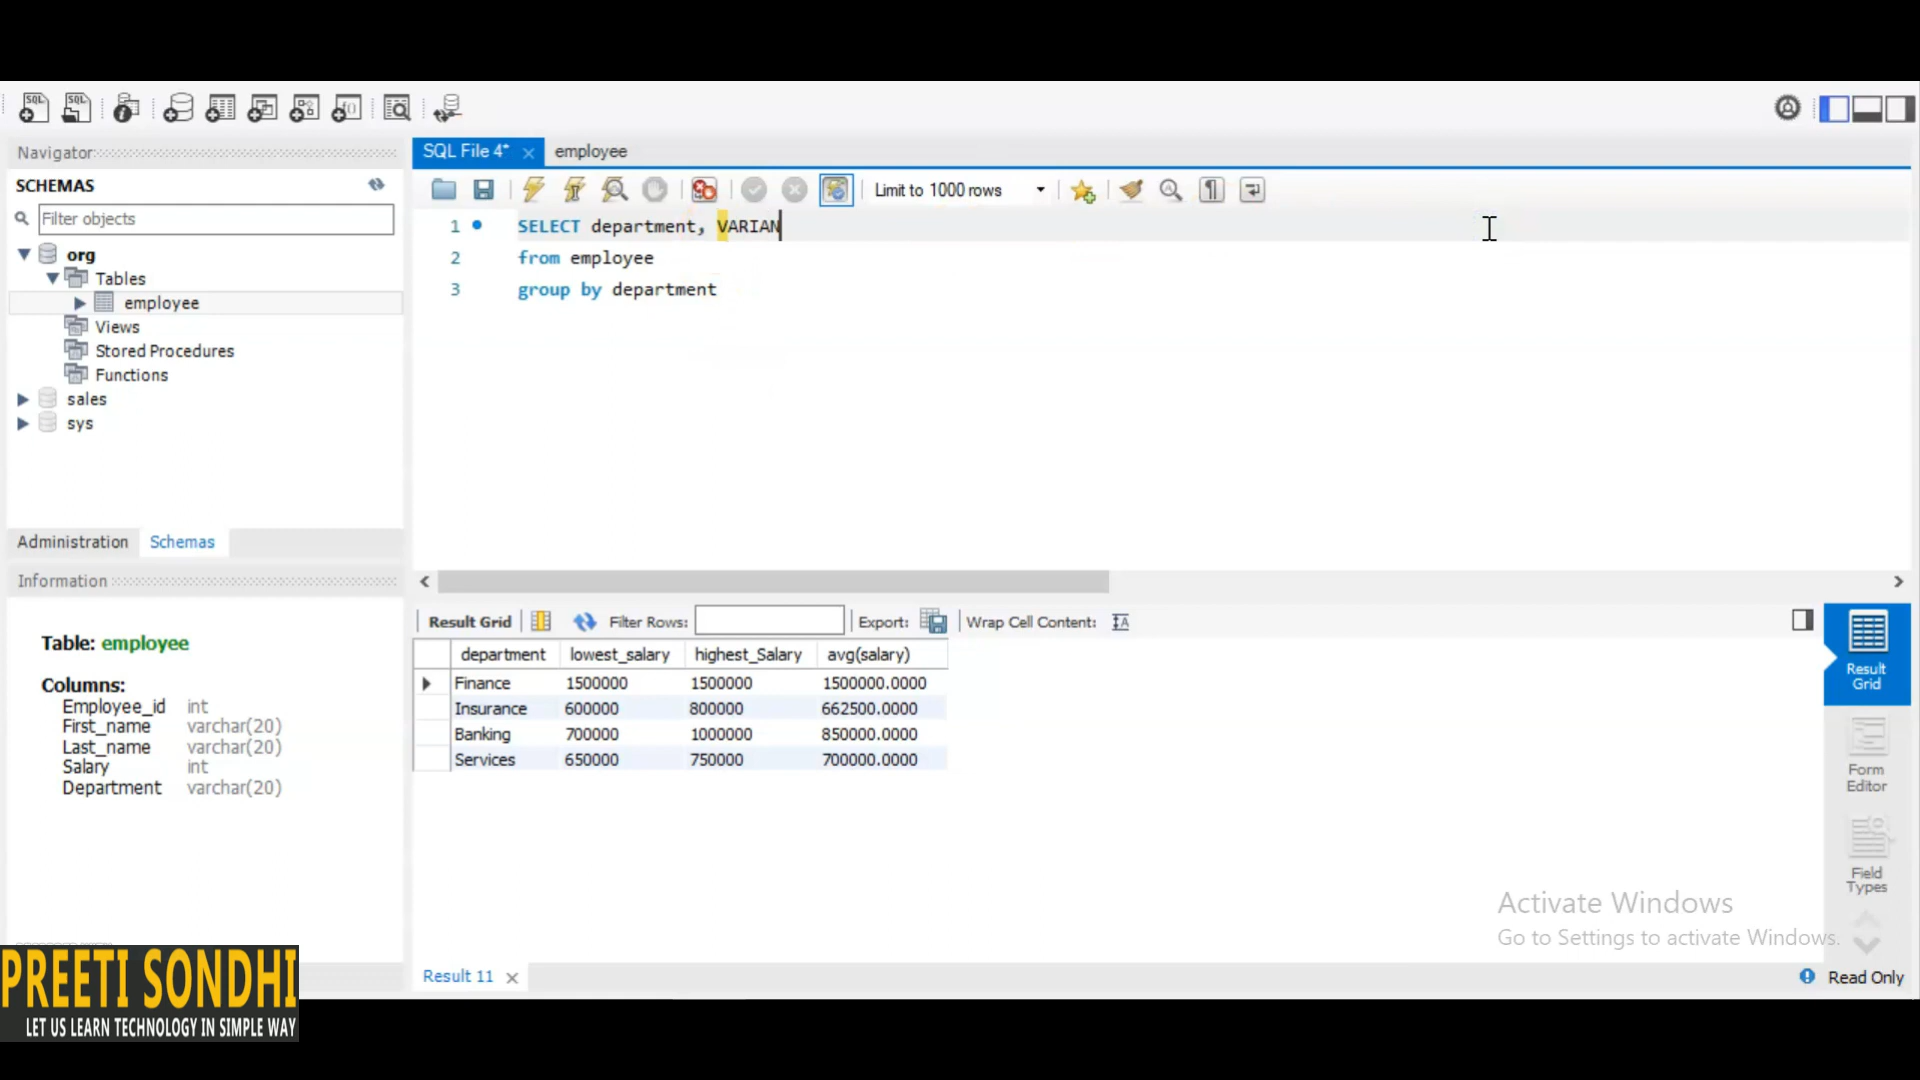 SQL SQL
Navigator
SCHEMAS
Filter objects
org
Tables
employee
Views
Stored Procedures
Functions
sales
sys
Administration Schemas
Information
Table: employee
Columns:
Employee_id int
First_name varchar(20)
Last_name varchar(20)
Salary int
Department varchar(20)
SQL File 4* employee
Limit to 1000 rows
1 SELECT department, VARIAN
2 from employee
3 group by department
Result Grid Filter Rows: Export: Wrap Cell Content: IA
department lowest_salary highest_Salary avg(salary)
Finance 1500000 1500000 1500000.0000
Insurance 600000 800000 662500.0000
Banking 700000 1000000 850000.0000
Services 650000 750000 700000.0000
Result
Grid
Form
Editor
Field
Types
Activate Windows
Go to Settings to activate Windows.
Result 11 Read Only
PREETI SONDHI
LET US LEARN TECHNOLOGY IN SIMPLE WAY